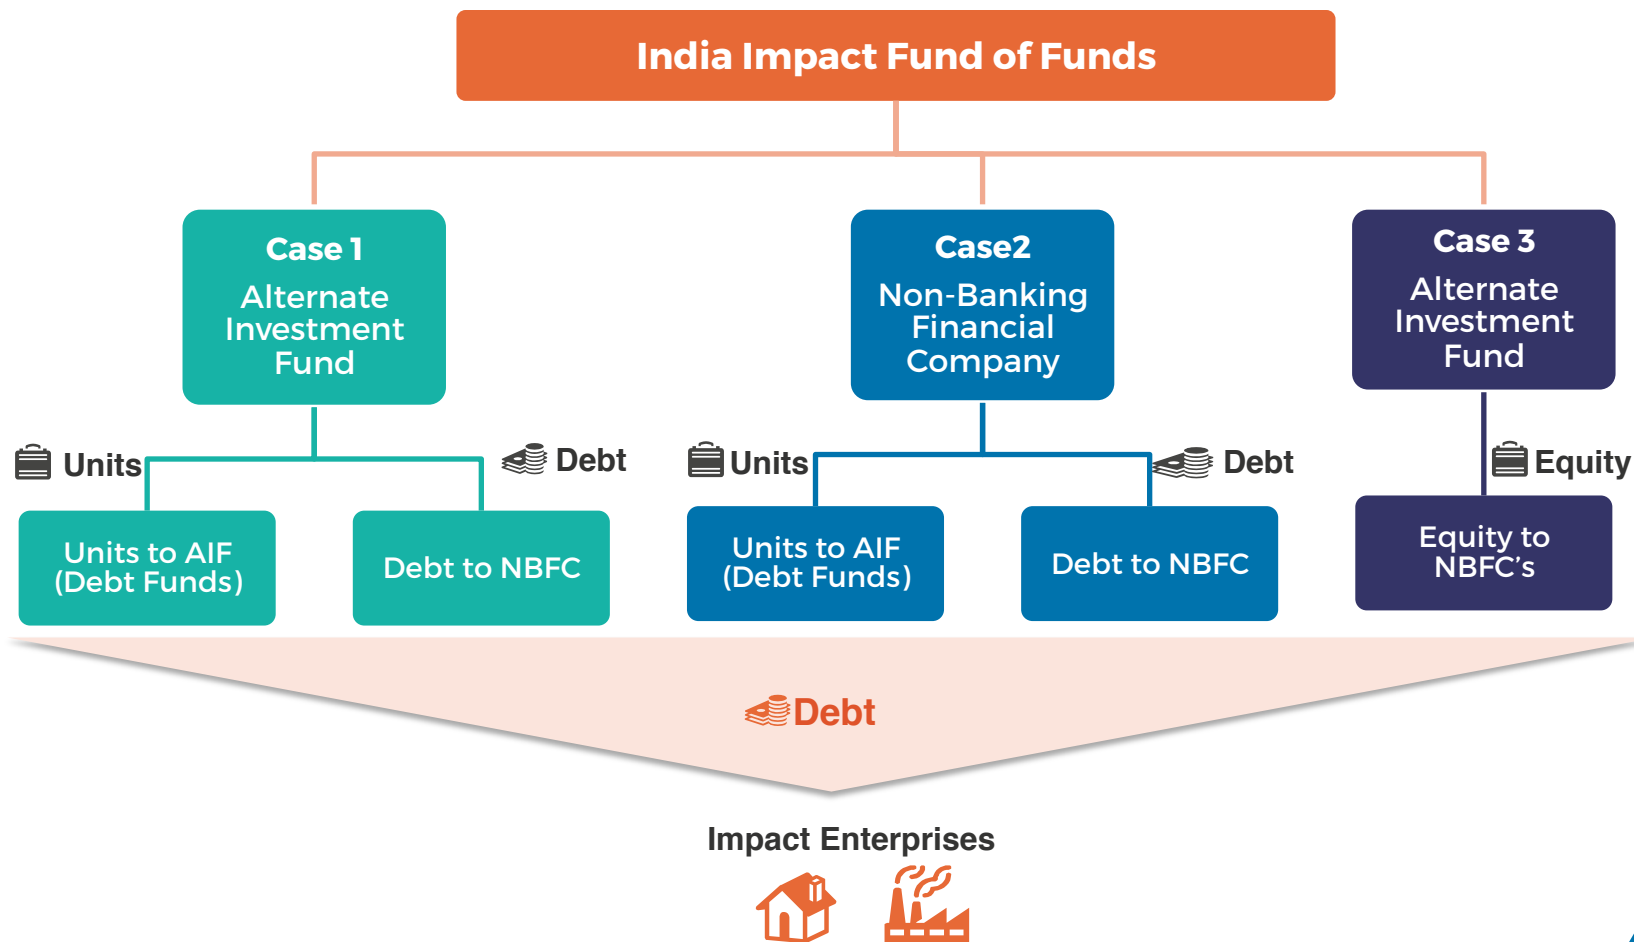 India Impact Fund of Funds
Case 1
Alternate
Investment
Fund
Case2
Non-Banking
Financial
Company
Case 3
Alternate
Investment
Fund
Units
Debt
Units
Debt
Equity
Units to AIF
(Debt Funds)
Debt to NBFC
Units to AIF
(Debt Funds)
Debt to NBFC
Equity to
NBFC’s
Debt
Impact Enterprises